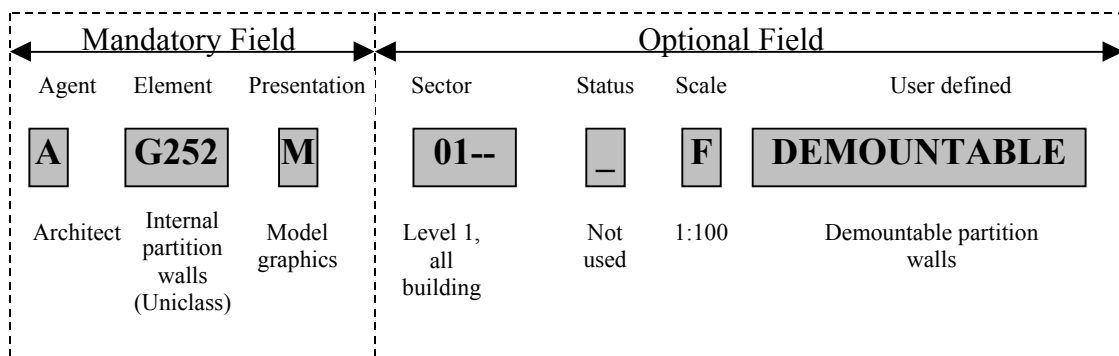 Mandatory Field Optional Field
Agent Element Presentation Sector Status Scale User defined
A G252 M 01-- _ F DEMOUNTABLE
Architect
Internal
partition
walls
(Uniclass)
Model
graphics
Level 1,
all
building
Not
used
1:100
Demountable partition
walls